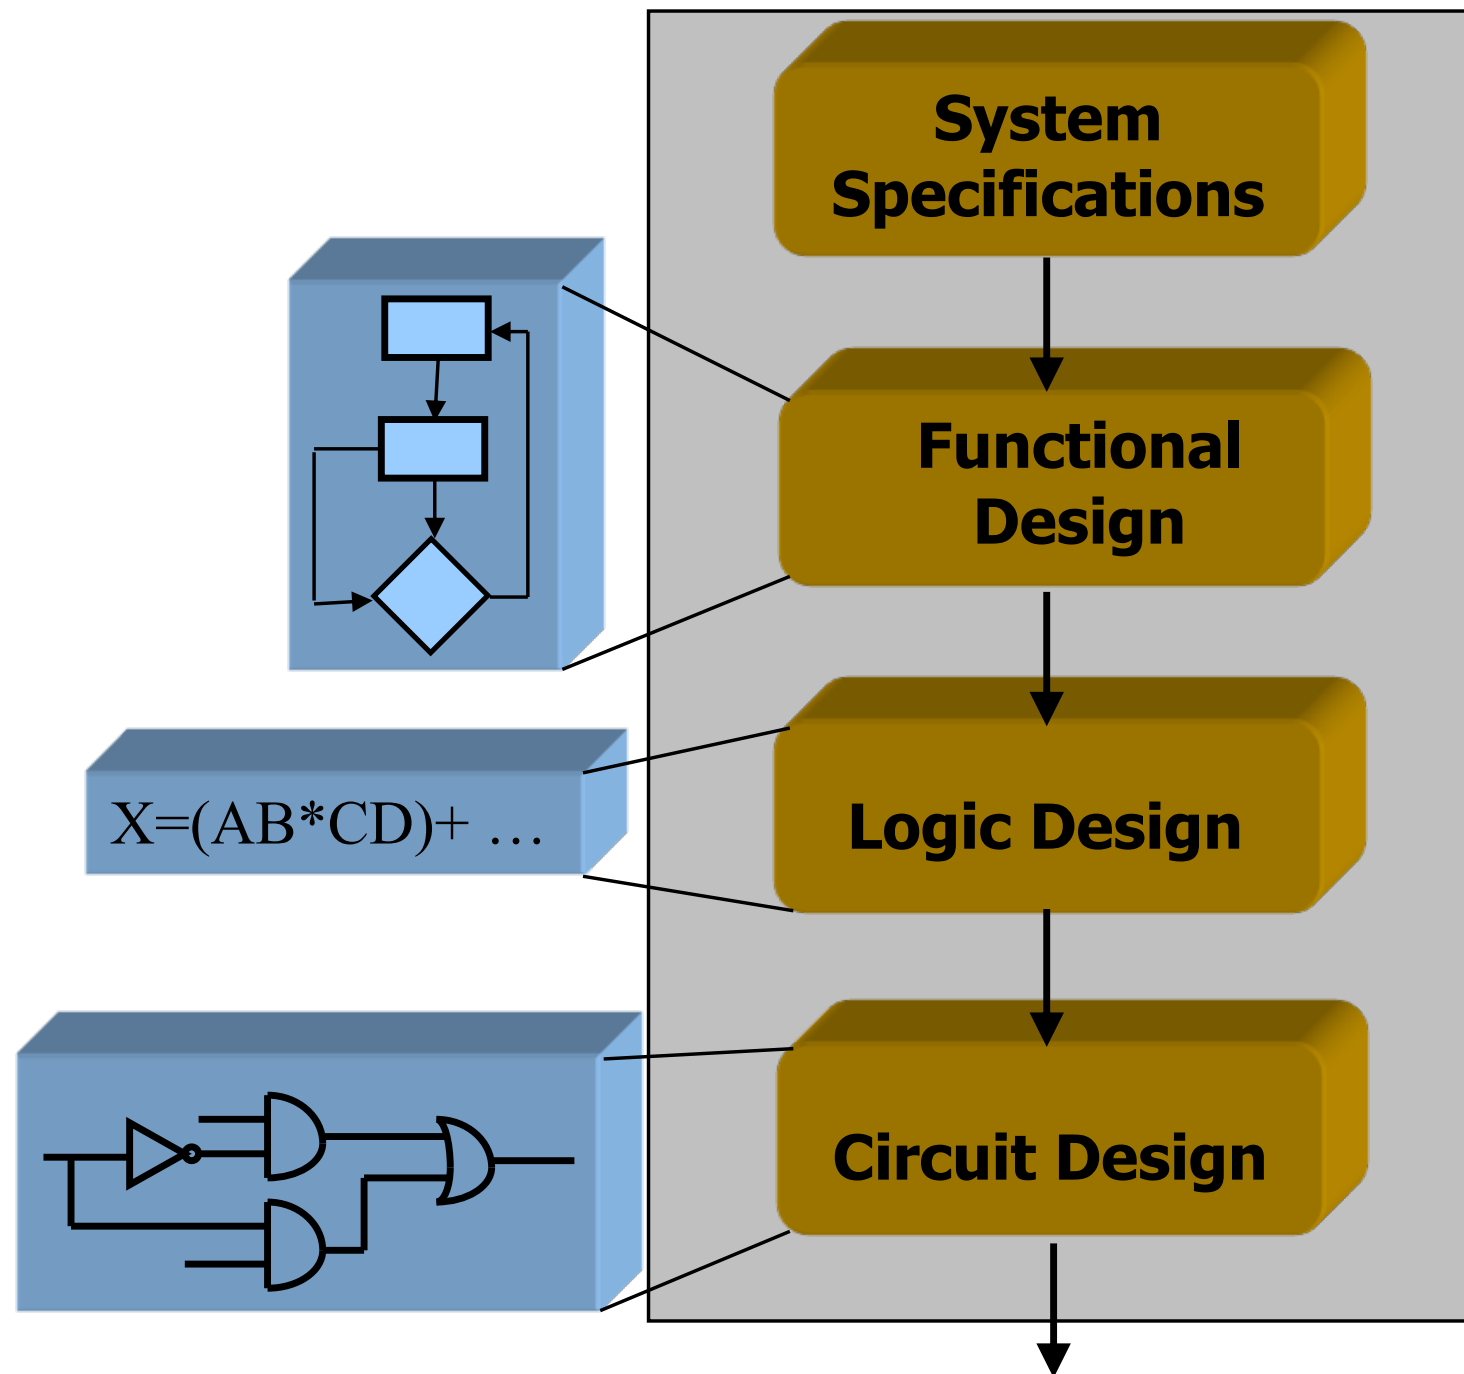 System
Specifications
Functional
Design
X=(AB*CD)+ …
Logic Design
Circuit Design